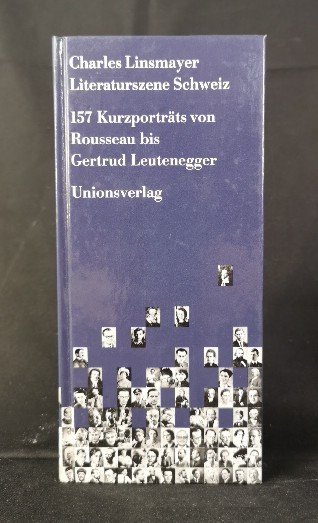 Charles Linsmayer
Literaturszene Schweiz
157 Kurzporträts von
Rousseau bis
Gertrud Leutenegger
Unionsverlag